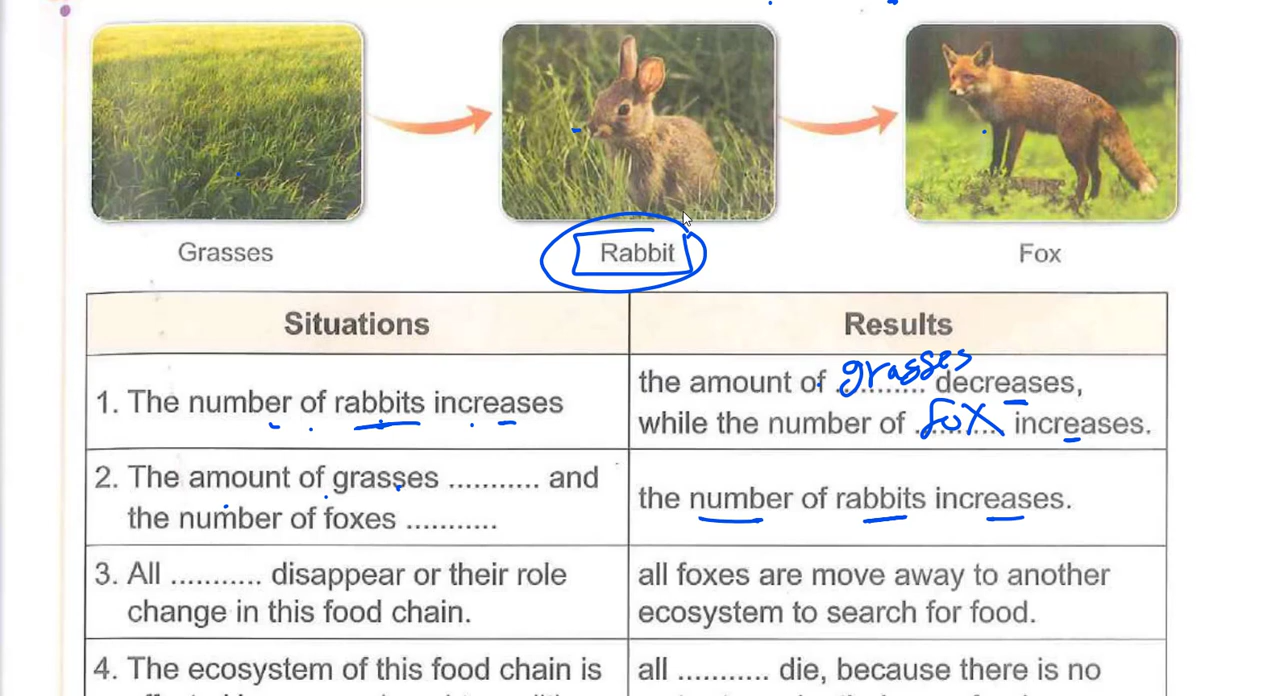 Grasses
Rabbit
Fox
Situations
Results
1. The number of rabbits increases
the amount of grasses decreases,
while the number of fox increases.
2. The amount of grasses ........... and
the number of foxes ...........
the number of rabbits increases.
3. All ........... disappear or their role
change in this food chain.
all foxes are move away to another
ecosystem to search for food.
4. The ecosystem of this food chain is
all ........... die, because there is no